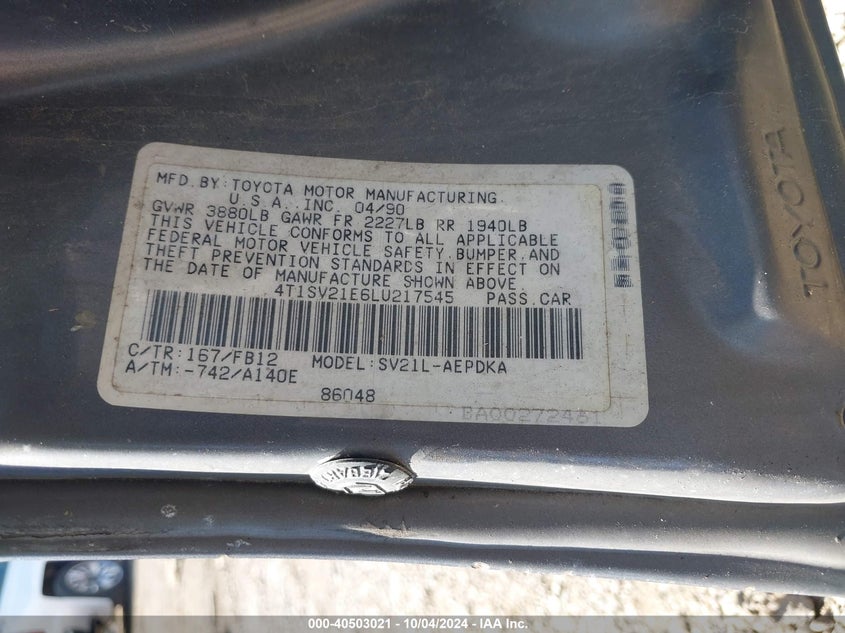 MFD. BY: TOYOTA MOTOR MANUFACTURING
U.S.A., INC. 04/90
GVWR 3880LB GAWR FR 2227LB RR 1940LB
THIS VEHICLE CONFORMS TO ALL APPLICABLE
FEDERAL MOTOR VEHICLE SAFETY, BUMPER, AND
THEFT PREVENTION STANDARDS IN EFFECT ON
THE DATE OF MANUFACTURE SHOWN ABOVE.
4T1SV21E6LU217545 PASS. CAR
C/TR: 167/FB12 MODEL: SV21L-AEPDKA
A/TM: -742/A140E
86048
TOYOTA
000-40503021 - 10/04/2024 - IAA Inc.